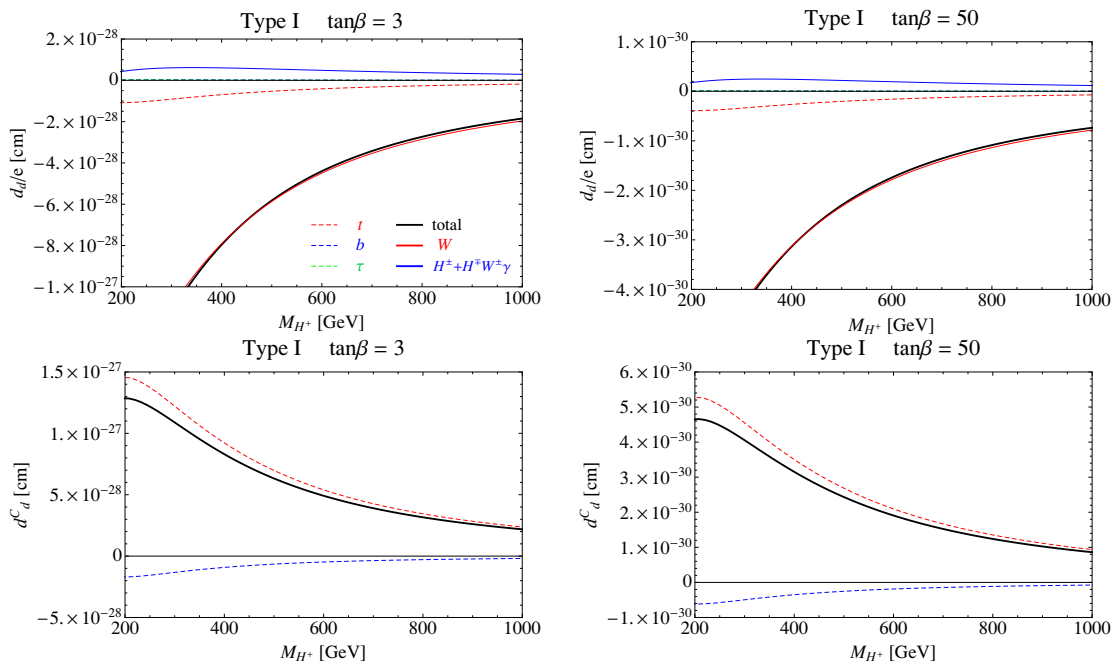 Type I tanβ = 3
2.×10⁻²⁸
0
−2.×10⁻²⁸
−4.×10⁻²⁸
−6.×10⁻²⁸
−8.×10⁻²⁸
−1.×10⁻²⁷
d_d/e [cm]
t
b
τ
total
W
H^±+H^∓W^±γ
200 400 600 800 1000
M_{H⁺} [GeV]
Type I tanβ = 50
1.×10⁻³⁰
0
−1.×10⁻³⁰
−2.×10⁻³⁰
−3.×10⁻³⁰
−4.×10⁻³⁰
d_d/e [cm]
200 400 600 800 1000
M_{H⁺} [GeV]
Type I tanβ = 3
1.5×10⁻²⁷
1.×10⁻²⁷
5.×10⁻²⁸
0
−5.×10⁻²⁸
d^C_d [cm]
200 400 600 800 1000
M_{H⁺} [GeV]
Type I tanβ = 50
6.×10⁻³⁰
5.×10⁻³⁰
4.×10⁻³⁰
3.×10⁻³⁰
2.×10⁻³⁰
1.×10⁻³⁰
0
−1.×10⁻³⁰
d^C_d [cm]
200 400 600 800 1000
M_{H⁺} [GeV]